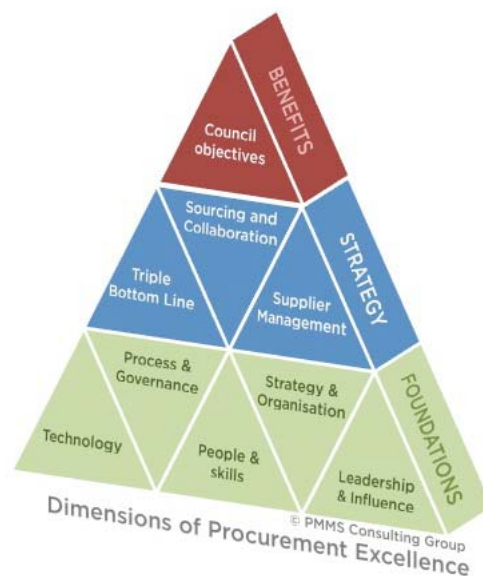 Council
objectives
BENEFITS
Sourcing and
Collaboration
Triple
Bottom Line
Supplier
Management
STRATEGY
Process &
Governance
Strategy &
Organisation
Technology
People &
skills
Leadership
& Influence
FOUNDATIONS
© PMMS Consulting Group
Dimensions of Procurement Excellence